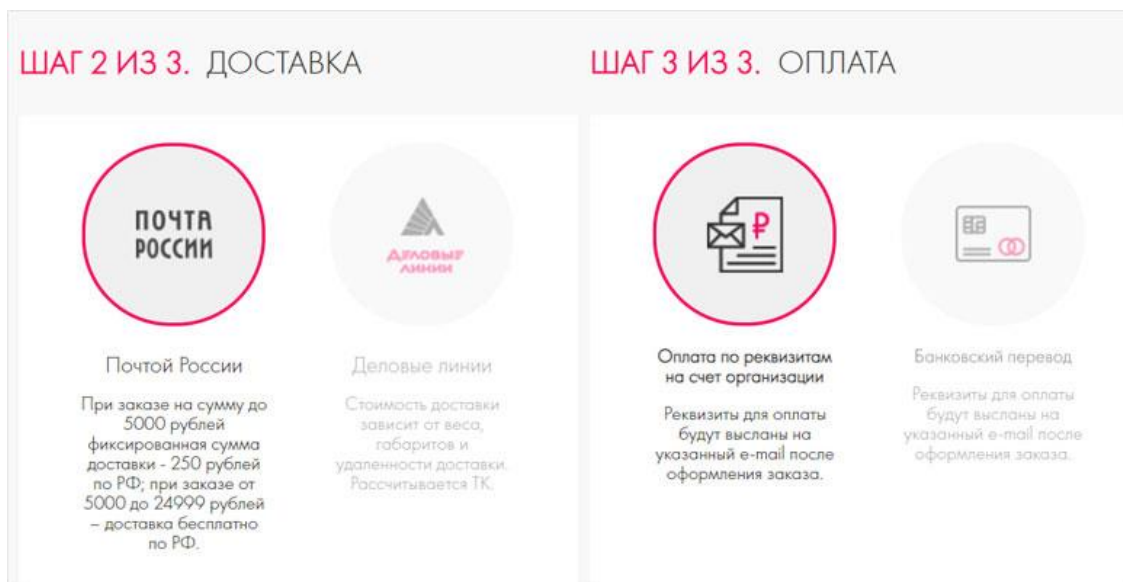 ШАГ 2 ИЗ 3. ДОСТАВКА
ПОЧТА
РОССИИ
Деловые
линии
Почтой России
При заказе на сумму до
5000 рублей
фиксированная сумма
доставки - 250 рублей
по РФ; при заказе от
5000 до 24999 рублей
– доставка бесплатно
по РФ.
Деловые линии
Стоимость доставки
зависит от веса,
габаритов и
удаленности доставки.
Рассчитывается ТК.
ШАГ 3 ИЗ 3. ОПЛАТА
₽
Оплата по реквизитам
на счет организации
Реквизиты для оплаты
будут высланы на
указанный e-mail после
оформления заказа.
Банковский перевод
Реквизиты для оплаты
будут высланы на
указанный e-mail после
оформления заказа.